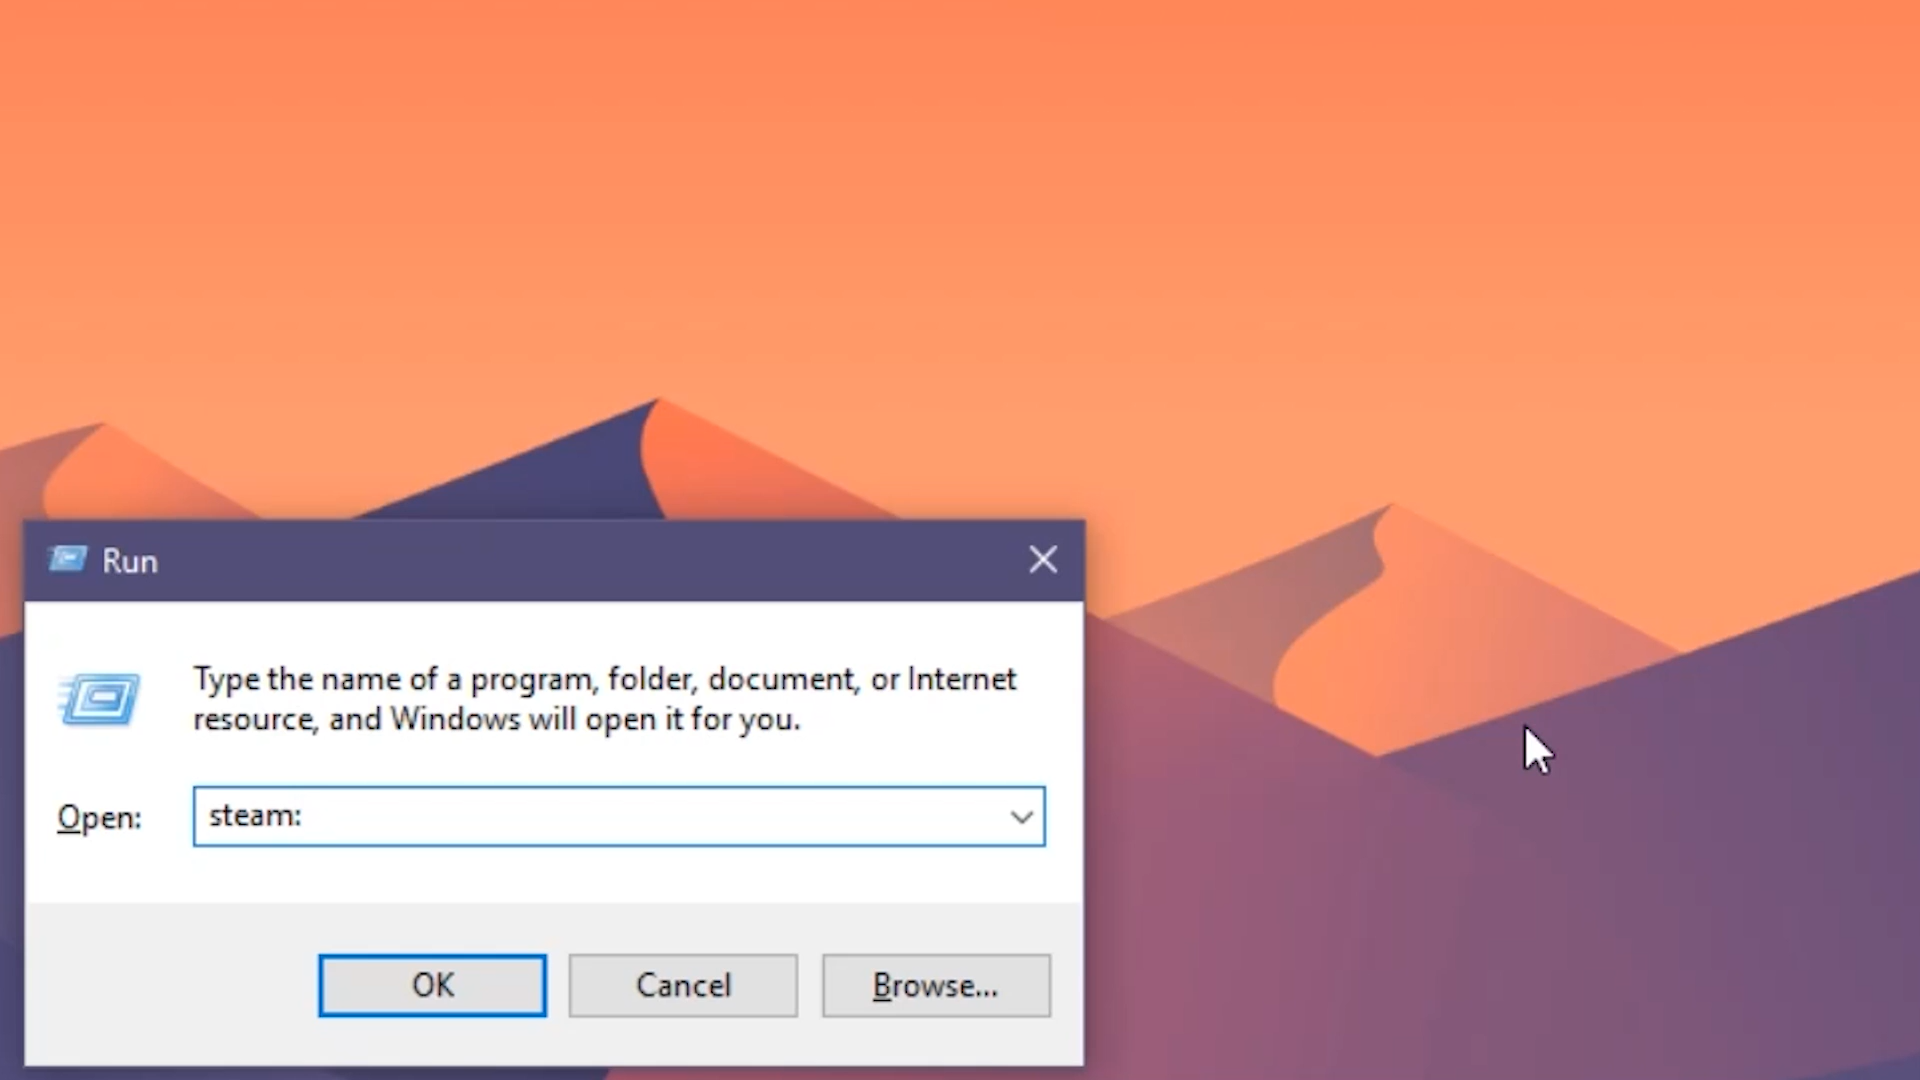 Run
Type the name of a program, folder, document, or Internet
resource, and Windows will open it for you.
Open: steam:
OK Cancel Browse...